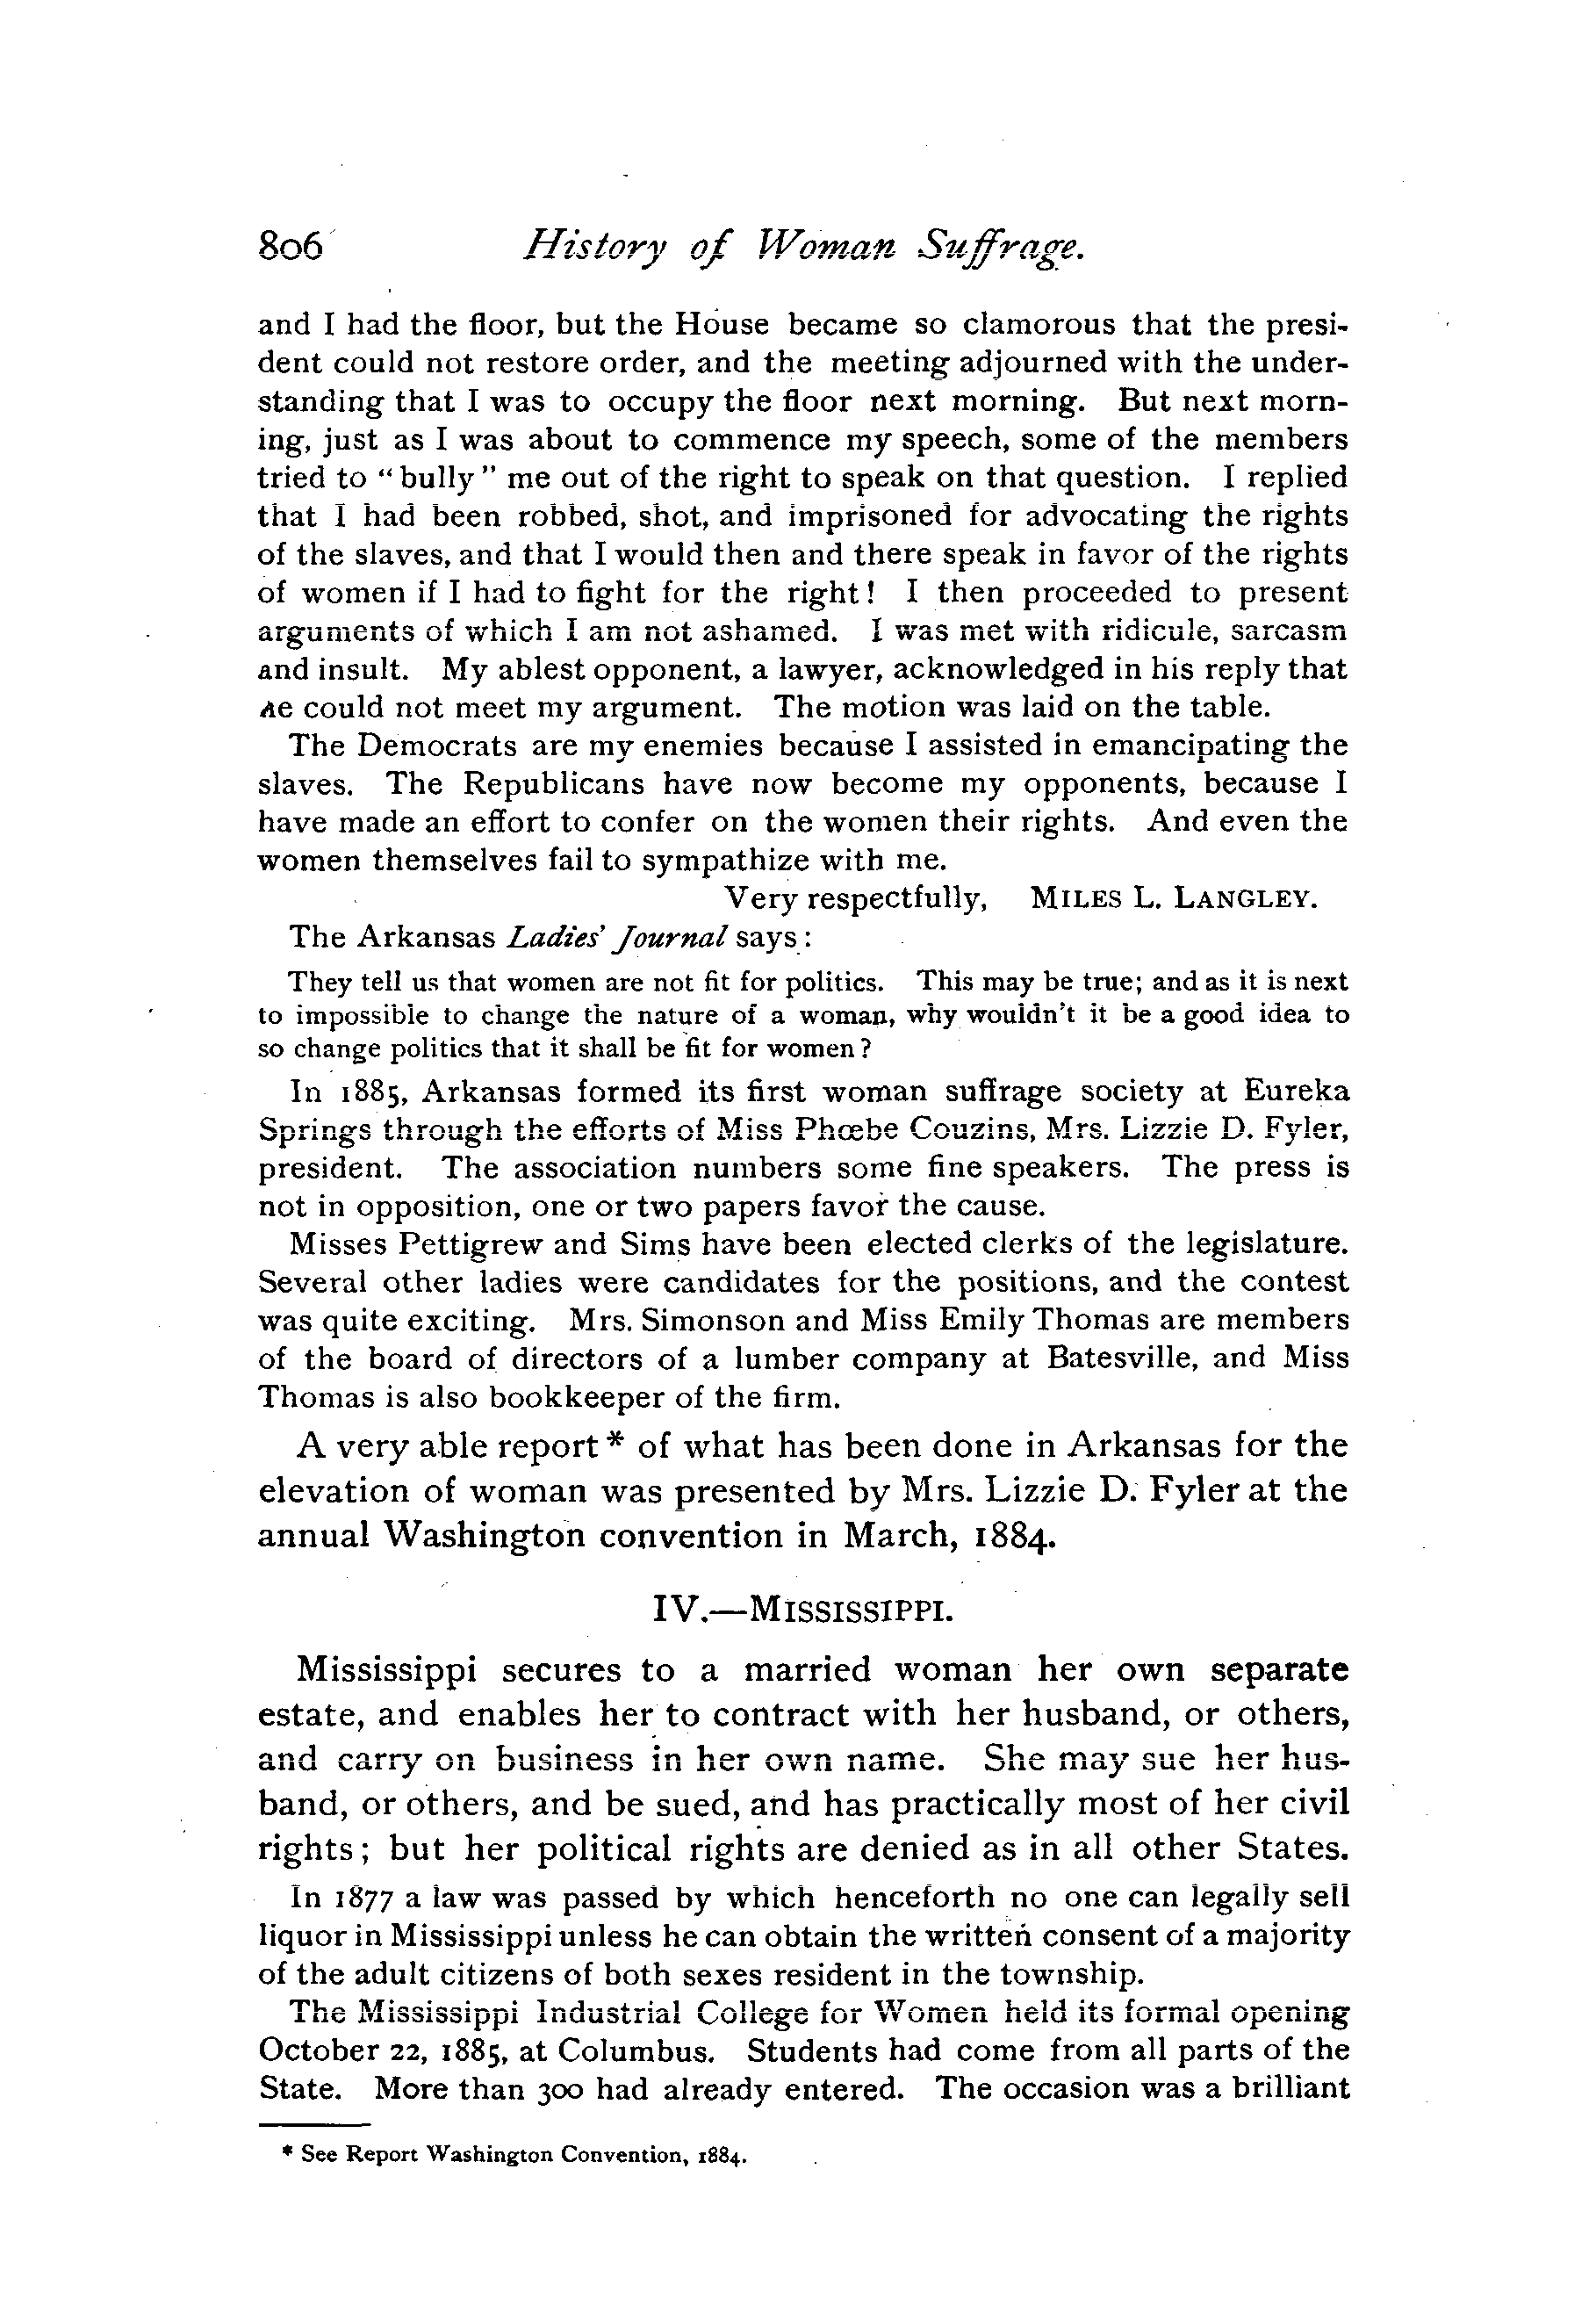 806 History of Woman Suffrage.
and I had the floor, but the House became so clamorous that the presi-
dent could not restore order, and the meeting adjourned with the under-
standing that I was to occupy the floor next morning. But next morn-
ing, just as I was about to commence my speech, some of the members
tried to "bully" me out of the right to speak on that question. I replied
that I had been robbed, shot, and imprisoned for advocating the rights
of the slaves, and that I would then and there speak in favor of the rights
of women if I had to fight for the right! I then proceeded to present
arguments of which I am not ashamed. I was met with ridicule, sarcasm
and insult. My ablest opponent, a lawyer, acknowledged in his reply that
he could not meet my argument. The motion was laid on the table.
The Democrats are my enemies because I assisted in emancipating the
slaves. The Republicans have now become my opponents, because I
have made an effort to confer on the women their rights. And even the
women themselves fail to sympathize with me.
Very respectfully, MILES L. LANGLEY.
The Arkansas Ladies' Journal says:
They tell us that women are not fit for politics. This may be true; and as it is next
to impossible to change the nature of a woman, why wouldn't it be a good idea to
so change politics that it shall be fit for women?
In 1885, Arkansas formed its first woman suffrage society at Eureka
Springs through the efforts of Miss Phœbe Couzins, Mrs. Lizzie D. Fyler,
president. The association numbers some fine speakers. The press is
not in opposition, one or two papers favor the cause.
Misses Pettigrew and Sims have been elected clerks of the legislature.
Several other ladies were candidates for the positions, and the contest
was quite exciting. Mrs. Simonson and Miss Emily Thomas are members
of the board of directors of a lumber company at Batesville, and Miss
Thomas is also bookkeeper of the firm.
A very able report * of what has been done in Arkansas for the
elevation of woman was presented by Mrs. Lizzie D. Fyler at the
annual Washington convention in March, 1884.
IV.—MISSISSIPPI.
Mississippi secures to a married woman her own separate
estate, and enables her to contract with her husband, or others,
and carry on business in her own name. She may sue her hus-
band, or others, and be sued, and has practically most of her civil
rights; but her political rights are denied as in all other States.
In 1877 a law was passed by which henceforth no one can legally sell
liquor in Mississippi unless he can obtain the written consent of a majority
of the adult citizens of both sexes resident in the township.
The Mississippi Industrial College for Women held its formal opening
October 22, 1885, at Columbus. Students had come from all parts of the
State. More than 300 had already entered. The occasion was a brilliant
* See Report Washington Convention, 1884.